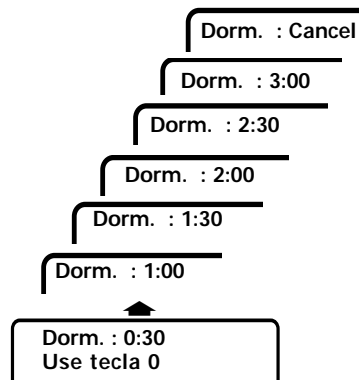 Dorm. : Cancel
Dorm. : 3:00
Dorm. : 2:30
Dorm. : 2:00
Dorm. : 1:30
Dorm. : 1:00
Dorm. : 0:30
Use tecla 0